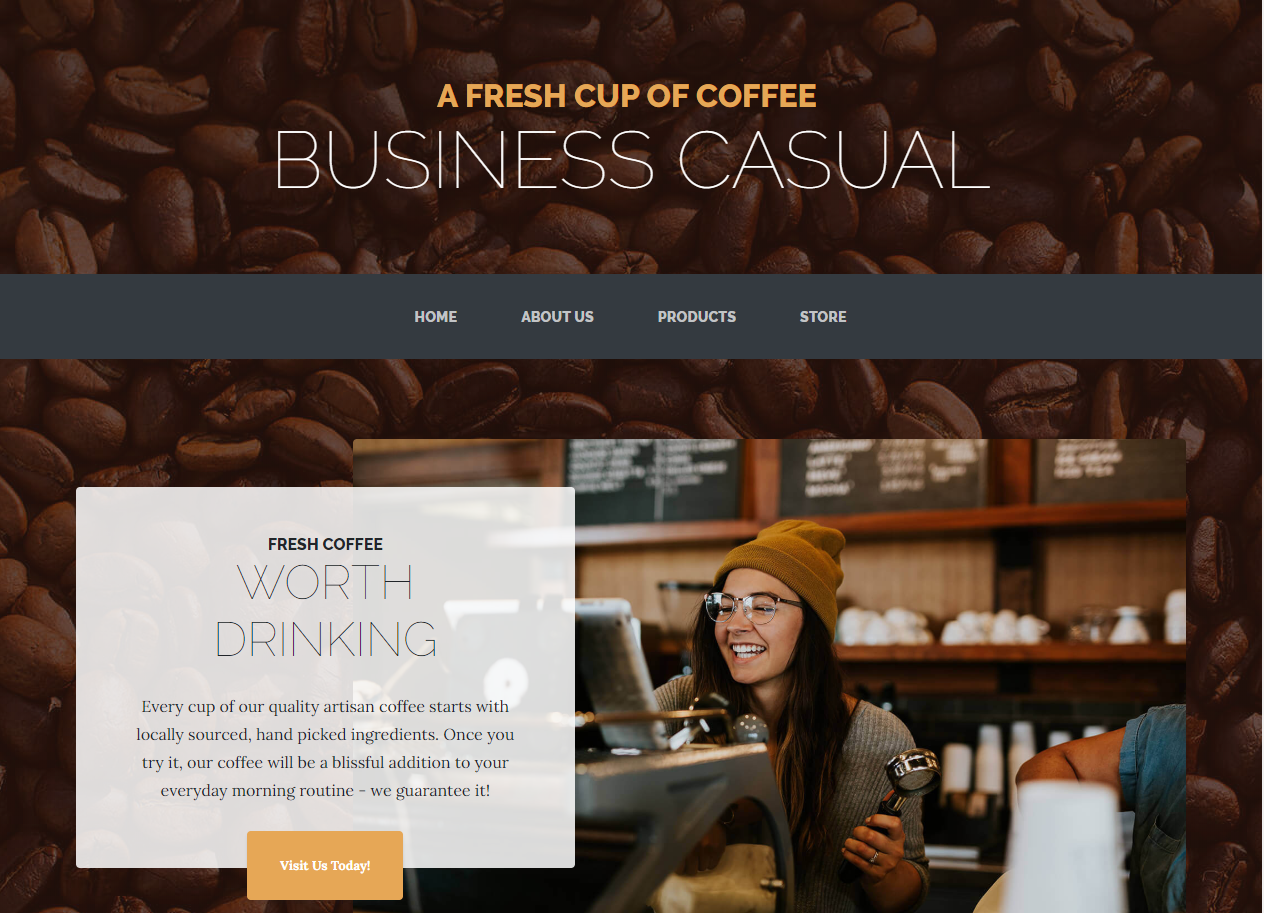 A FRESH CUP OF COFFEE
BUSINESS CASUAL
HOME ABOUT US PRODUCTS STORE
FRESH COFFEE
WORTH
DRINKING
Every cup of our quality artisan coffee starts with
locally sourced, hand picked ingredients. Once you
try it, our coffee will be a blissful addition to your
everyday morning routine - we guarantee it!
Visit Us Today!